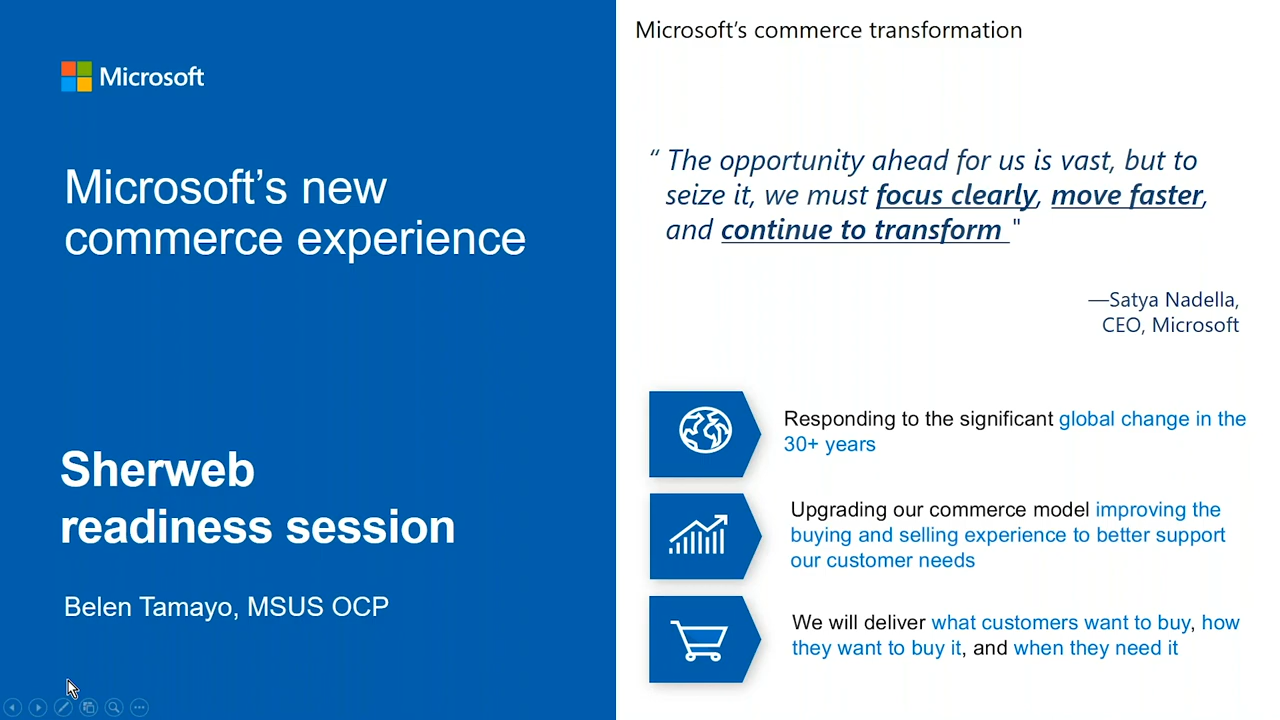 Microsoft
Microsoft's new
commerce experience
Sherweb
readiness session
Belen Tamayo, MSUS OCP
Microsoft's commerce transformation
“ The opportunity ahead for us is vast, but to
seize it, we must focus clearly, move faster,
and continue to transform "
—Satya Nadella,
CEO, Microsoft
Responding to the significant global change in the
30+ years
Upgrading our commerce model improving the
buying and selling experience to better support
our customer needs
We will deliver what customers want to buy, how
they want to buy it, and when they need it